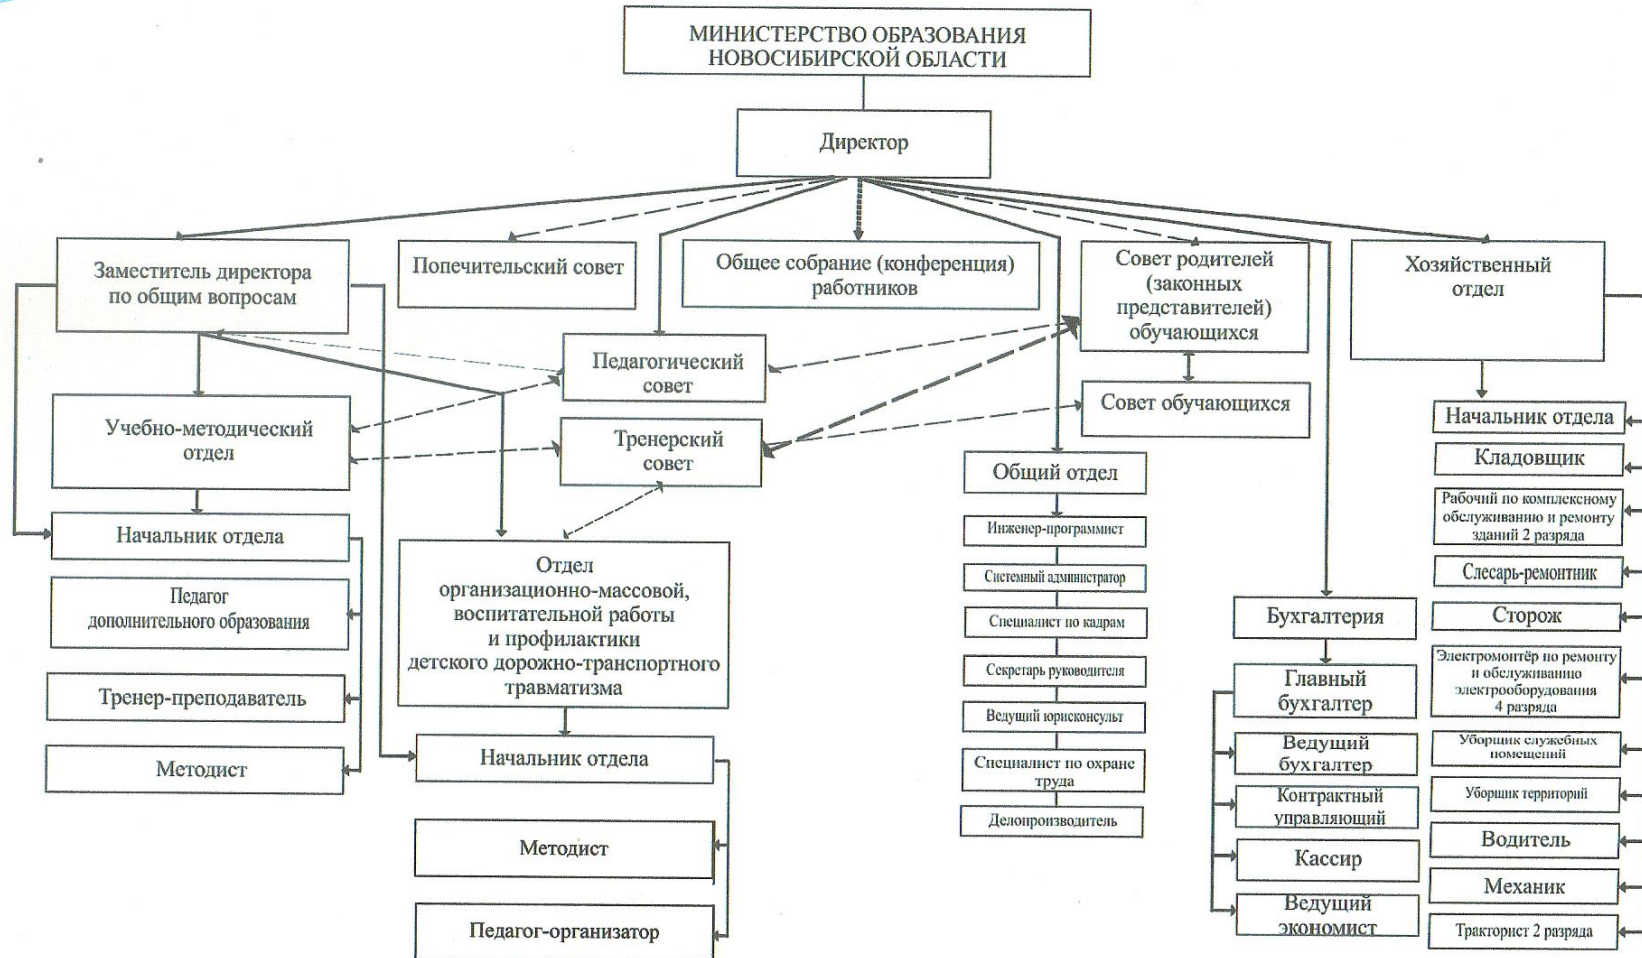 МИНИСТЕРСТВО ОБРАЗОВАНИЯ
НОВОСИБИРСКОЙ ОБЛАСТИ
Директор
Заместитель директора
по общим вопросам
Попечительский совет
Общее собрание (конференция)
работников
Совет родителей
(законных
представителей)
обучающихся
Хозяйственный
отдел
Педагогический
совет
Совет обучающихся
Учебно-методический
отдел
Тренерский
совет
Общий отдел
Начальник отдела
Педагог
дополнительного образования
Тренер-преподаватель
Методист
Отдел
организационно-массовой,
воспитательной работы
и профилактики
детского дорожно-транспортного
травматизма
Начальник отдела
Методист
Педагог-организатор
Инженер-программист
Системный администратор
Специалист по кадрам
Секретарь руководителя
Ведущий юрисконсульт
Специалист по охране
труда
Делопроизводитель
Бухгалтерия
Главный
бухгалтер
Ведущий
бухгалтер
Контрактный
управляющий
Кассир
Ведущий
экономист
Начальник отдела
Кладовщик
Рабочий по комплексному
обслуживанию и ремонту
зданий 2 разряда
Слесарь-ремонтник
Сторож
Электромонтёр по ремонту
и обслуживанию
электрооборудования
4 разряда
Уборщик служебных
помещений
Уборщик территорий
Водитель
Механик
Тракторист 2 разряда